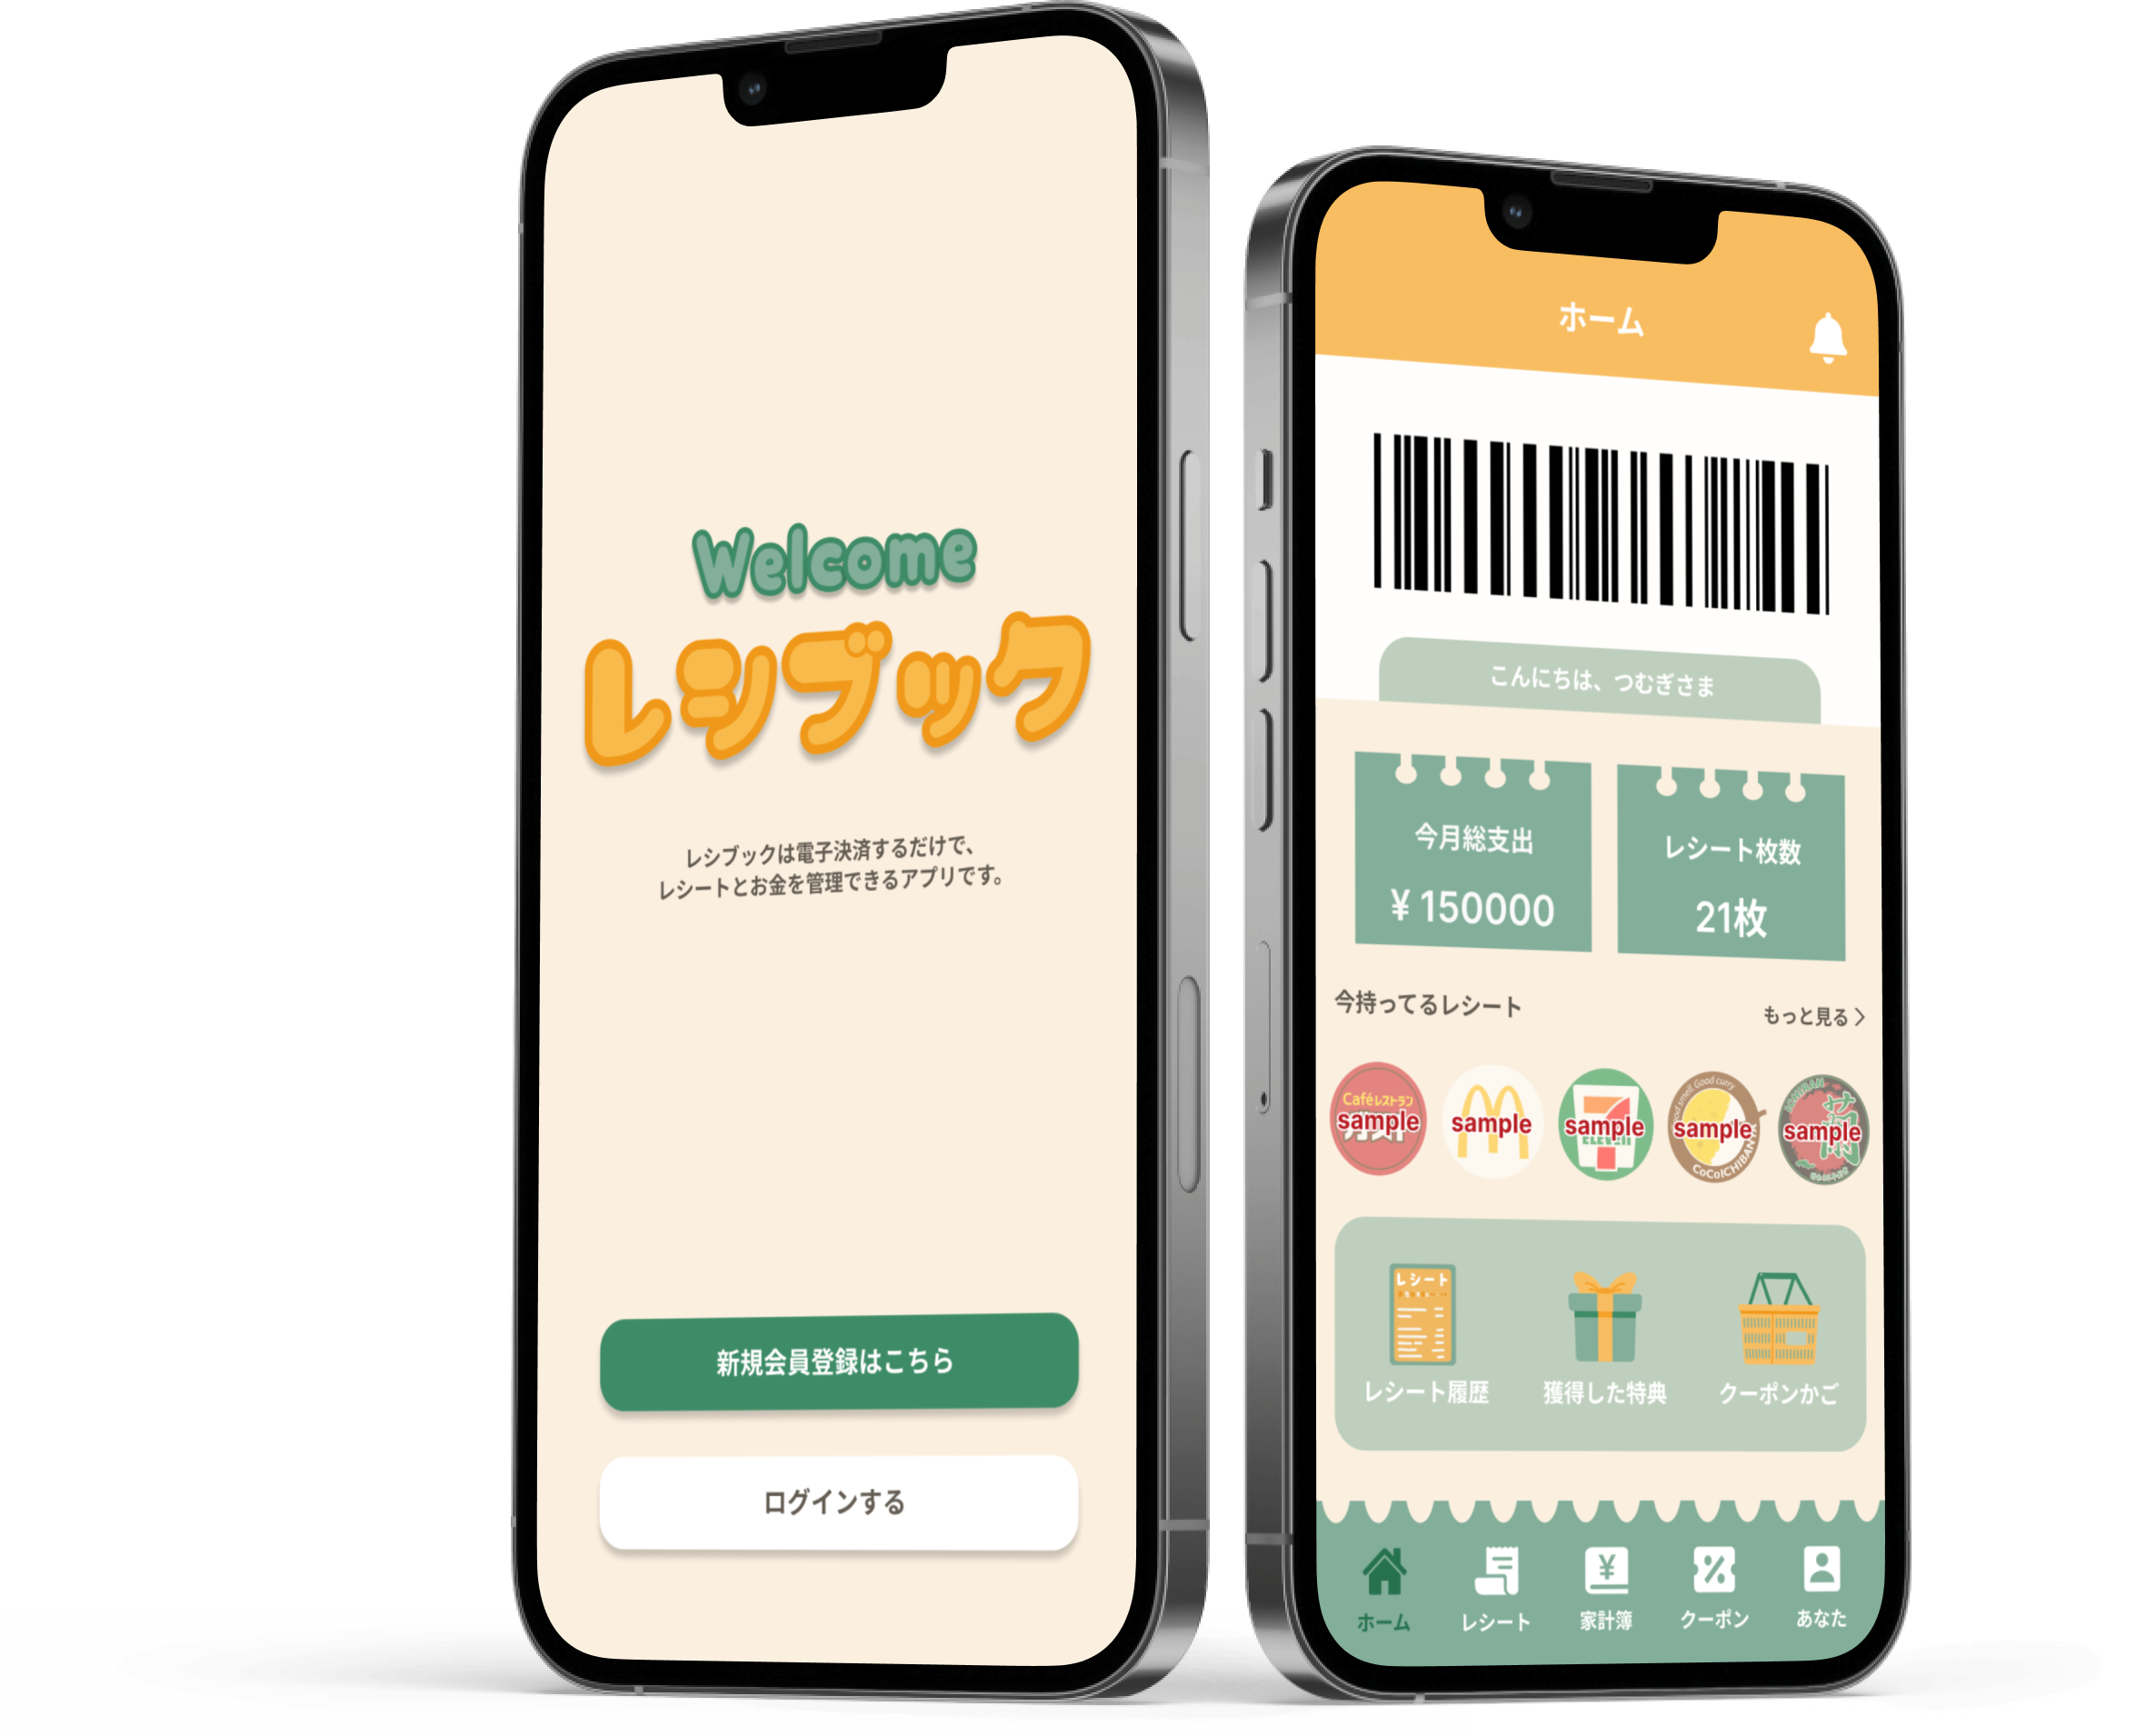 Welcome
レシブック
レシブックは電子決済するだけで、
レシートとお金を管理できるアプリです。
新規会員登録はこちら
ログインする
ホーム
こんにちは、つむぎさま
今月総支出
¥150000
レシート枚数
21枚
今持ってるレシート
もっと見る
Caféレストラン
sample
sample
sample
sample
sample
Good curry
CoCoICHIBANYA
レシート
レシート履歴
獲得した特典
クーポンかご
ホーム
レシート
家計簿
クーポン
あなた